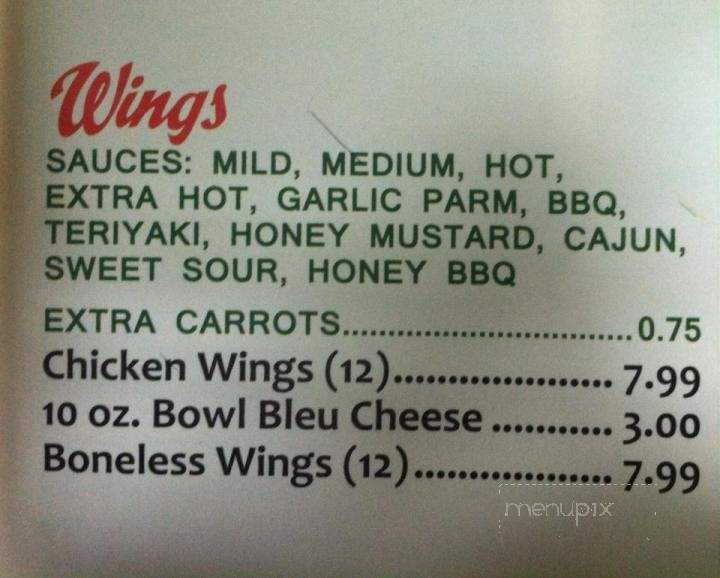 Wings
SAUCES: MILD, MEDIUM, HOT,
EXTRA HOT, GARLIC PARM, BBQ,
TERIYAKI, HONEY MUSTARD, CAJUN,
SWEET SOUR, HONEY BBQ
EXTRA CARROTS................................0.75
Chicken Wings (12)..................... 7.99
10 oz. Bowl Bleu Cheese ............ 3.00
Boneless Wings (12)................... 7.99
menupix